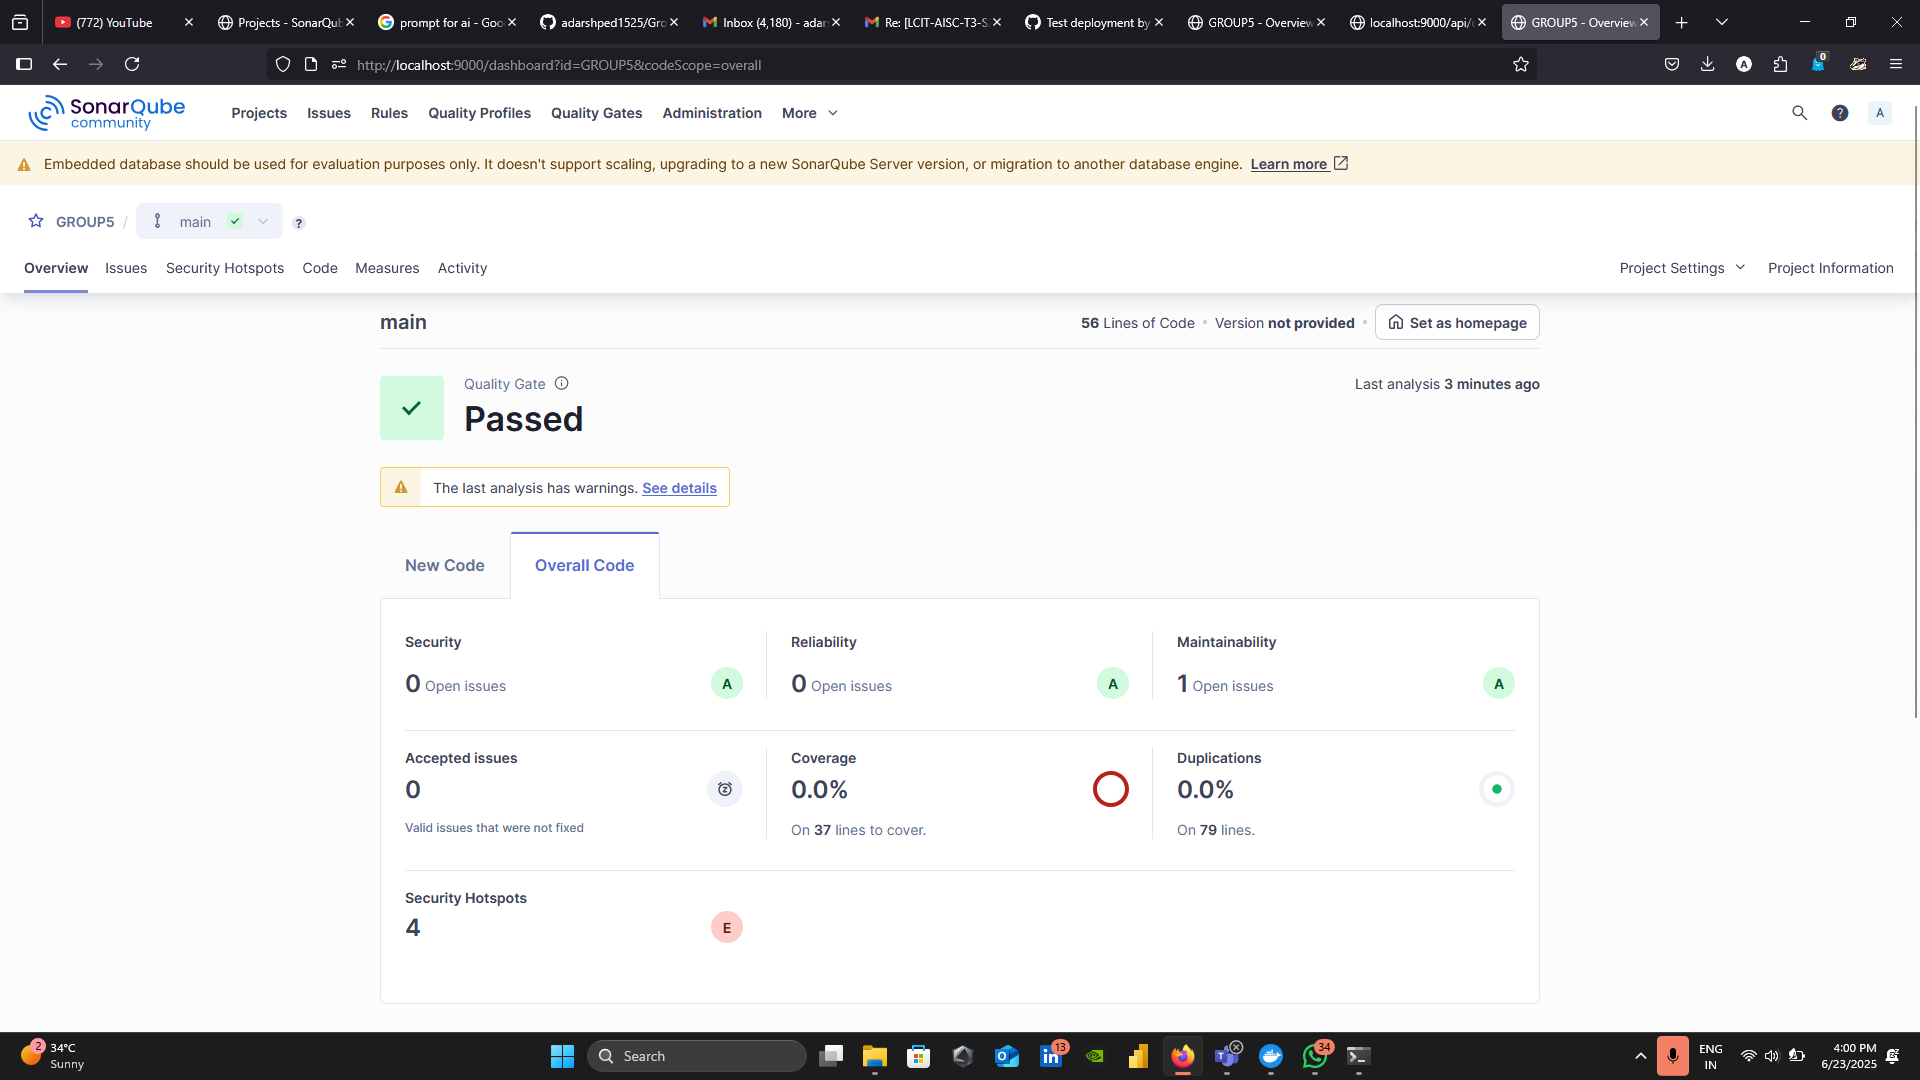 (772) YouTube
Projects - SonarQub
prompt for ai - Goo
adarshped1525/Gro
Inbox (4,180) - adar
Re: [LCIT-AISC-T3-S
Test deployment by
GROUP5 - Overview
localhost:9000/api/
GROUP5 - Overview
http://localhost:9000/dashboard?id=GROUP5&codeScope=overall
A
0
SonarQube
community
Projects
Issues
Rules
Quality Profiles
Quality Gates
Administration
More
?
A
Embedded database should be used for evaluation purposes only. It doesn't support scaling, upgrading to a new SonarQube Server version, or migration to another database engine. Learn more
GROUP5 / main ?
Overview
Issues
Security Hotspots
Code
Measures
Activity
Project Settings
Project Information
main
56 Lines of Code • Version not provided •
Set as homepage
Quality Gate
Passed
Last analysis 3 minutes ago
The last analysis has warnings. See details
New Code
Overall Code
Security
0 Open issues
A
Reliability
0 Open issues
A
Maintainability
1 Open issues
A
Accepted issues
0
Valid issues that were not fixed
Coverage
0.0%
On 37 lines to cover.
Duplications
0.0%
On 79 lines.
Security Hotspots
4
E
2
34°C
Sunny
Search
13
34
ENG
IN
4:00 PM
6/23/2025